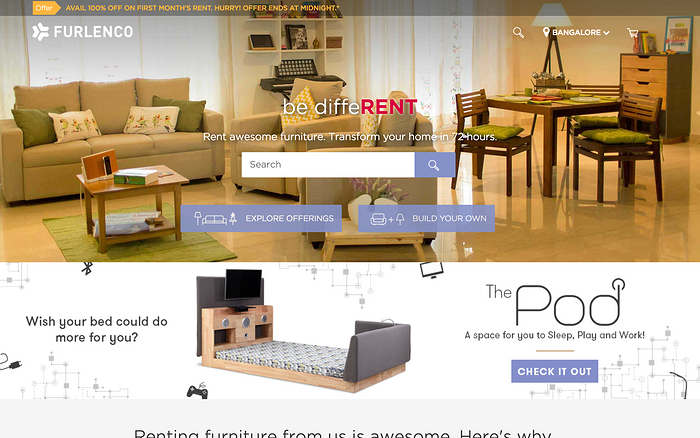 Offer
AVAIL 100% OFF ON FIRST MONTH'S RENT. HURRY! OFFER ENDS AT MIDNIGHT.*
FURLENCO
BANGALORE
be diffeRENT
Rent awesome furniture. Transform your home in 72 hours.
Search
EXPLORE OFFERINGS
BUILD YOUR OWN
Wish your bed could do
more for you?
The Pod
A space for you to Sleep, Play and Work!
CHECK IT OUT
Renting furniture from us is awesome. Here's why